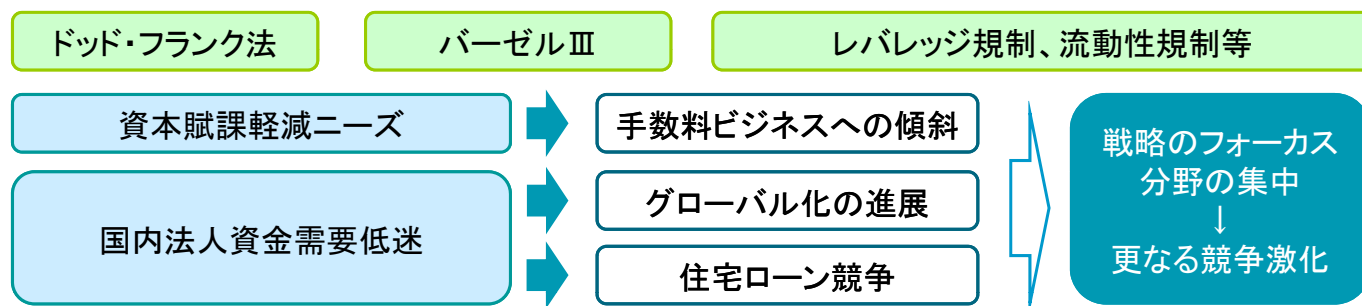 ドッド・フランク法
バーゼルⅢ
レバレッジ規制、流動性規制等
資本賦課軽減ニーズ
手数料ビジネスへの傾斜
国内法人資金需要低迷
グローバル化の進展
住宅ローン競争
戦略のフォーカス
分野の集中
↓
更なる競争激化